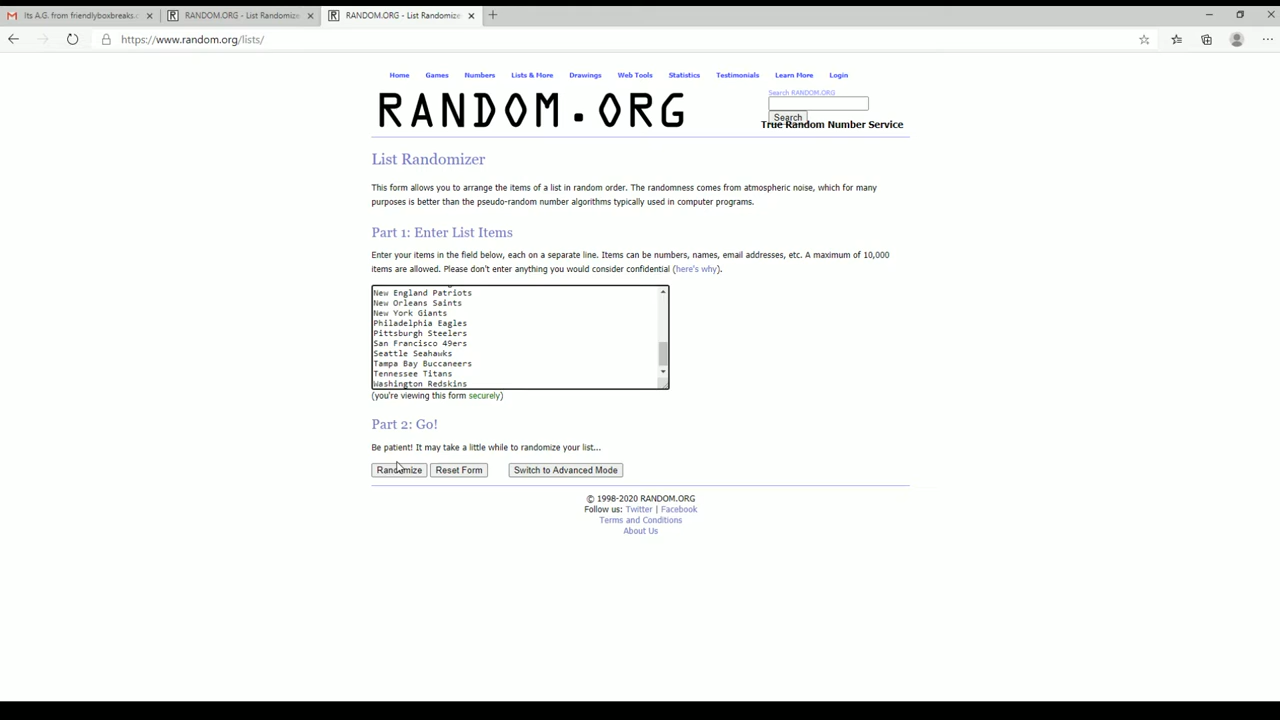 Its A.G. from friendlyboxbreaks.c
RANDOM.ORG - List Randomize
RANDOM.ORG - List Randomize
https://www.random.org/lists/
Home Games Numbers Lists & More Drawings Web Tools Statistics Testimonials Learn More Login
RANDOM.ORG
Search RANDOM.ORG
Search
True Random Number Service
List Randomizer
This form allows you to arrange the items of a list in random order. The randomness comes from atmospheric noise, which for many
purposes is better than the pseudo-random number algorithms typically used in computer programs.
Part 1: Enter List Items
Enter your items in the field below, each on a separate line. Items can be numbers, names, email addresses, etc. A maximum of 10,000
items are allowed. Please don't enter anything you would consider confidential (here's why).
New England Patriots
New Orleans Saints
New York Giants
Philadelphia Eagles
Pittsburgh Steelers
San Francisco 49ers
Seattle Seahawks
Tampa Bay Buccaneers
Tennessee Titans
Washington Redskins
(you're viewing this form securely)
Part 2: Go!
Be patient! It may take a little while to randomize your list...
Randomize Reset Form Switch to Advanced Mode
© 1998-2020 RANDOM.ORG
Follow us: Twitter | Facebook
Terms and Conditions
About Us